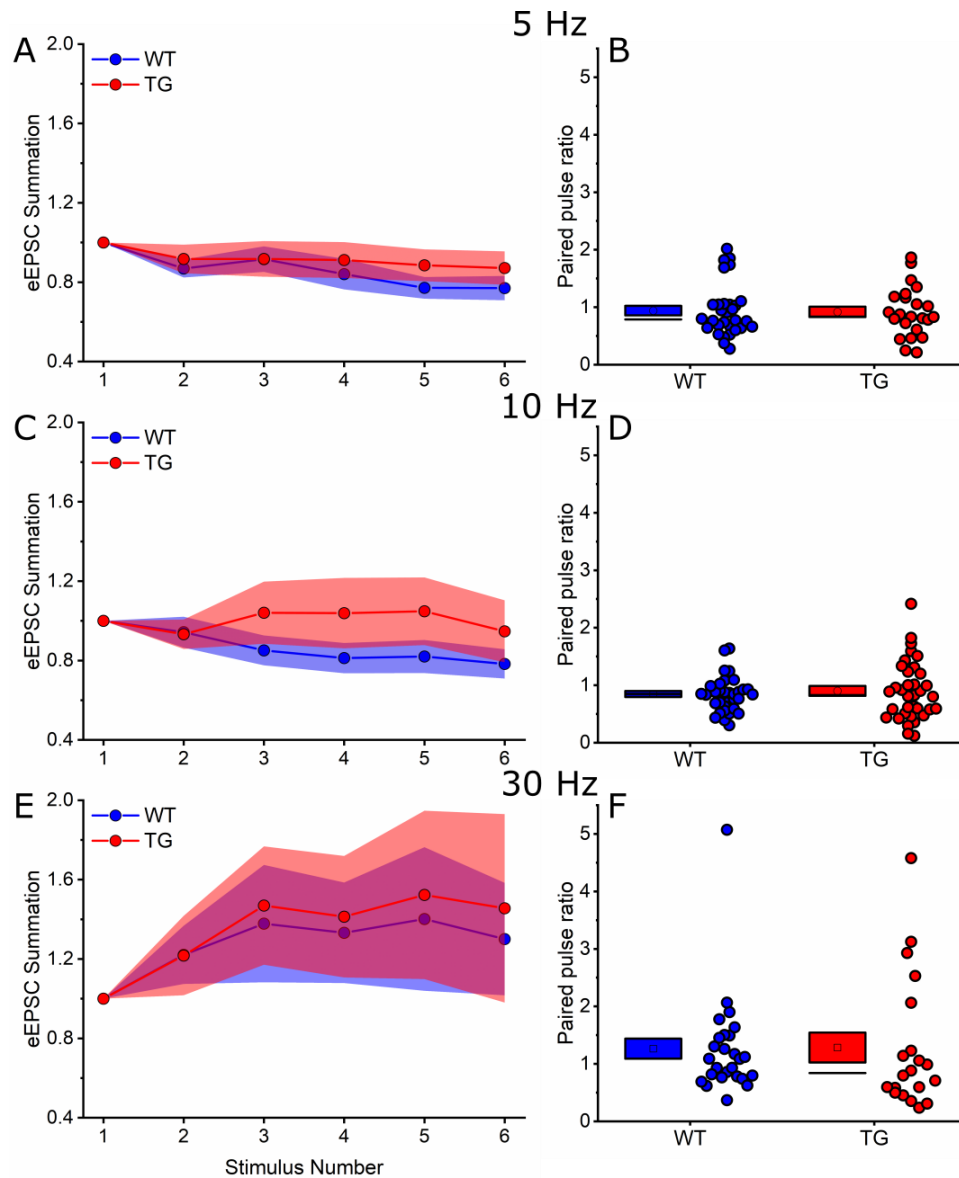 5 Hz
A
WT
TG
eEPSC Summation
2.0
1.6
1.2
0.8
0.4
1 2 3 4 5 6
B
Paired pulse ratio
5
4
3
2
1
0
WT TG
10 Hz
C
WT
TG
eEPSC Summation
2.0
1.6
1.2
0.8
0.4
1 2 3 4 5 6
D
Paired pulse ratio
5
4
3
2
1
0
WT TG
30 Hz
E
WT
TG
eEPSC Summation
2.0
1.6
1.2
0.8
0.4
1 2 3 4 5 6
Stimulus Number
F
Paired pulse ratio
5
4
3
2
1
0
WT TG